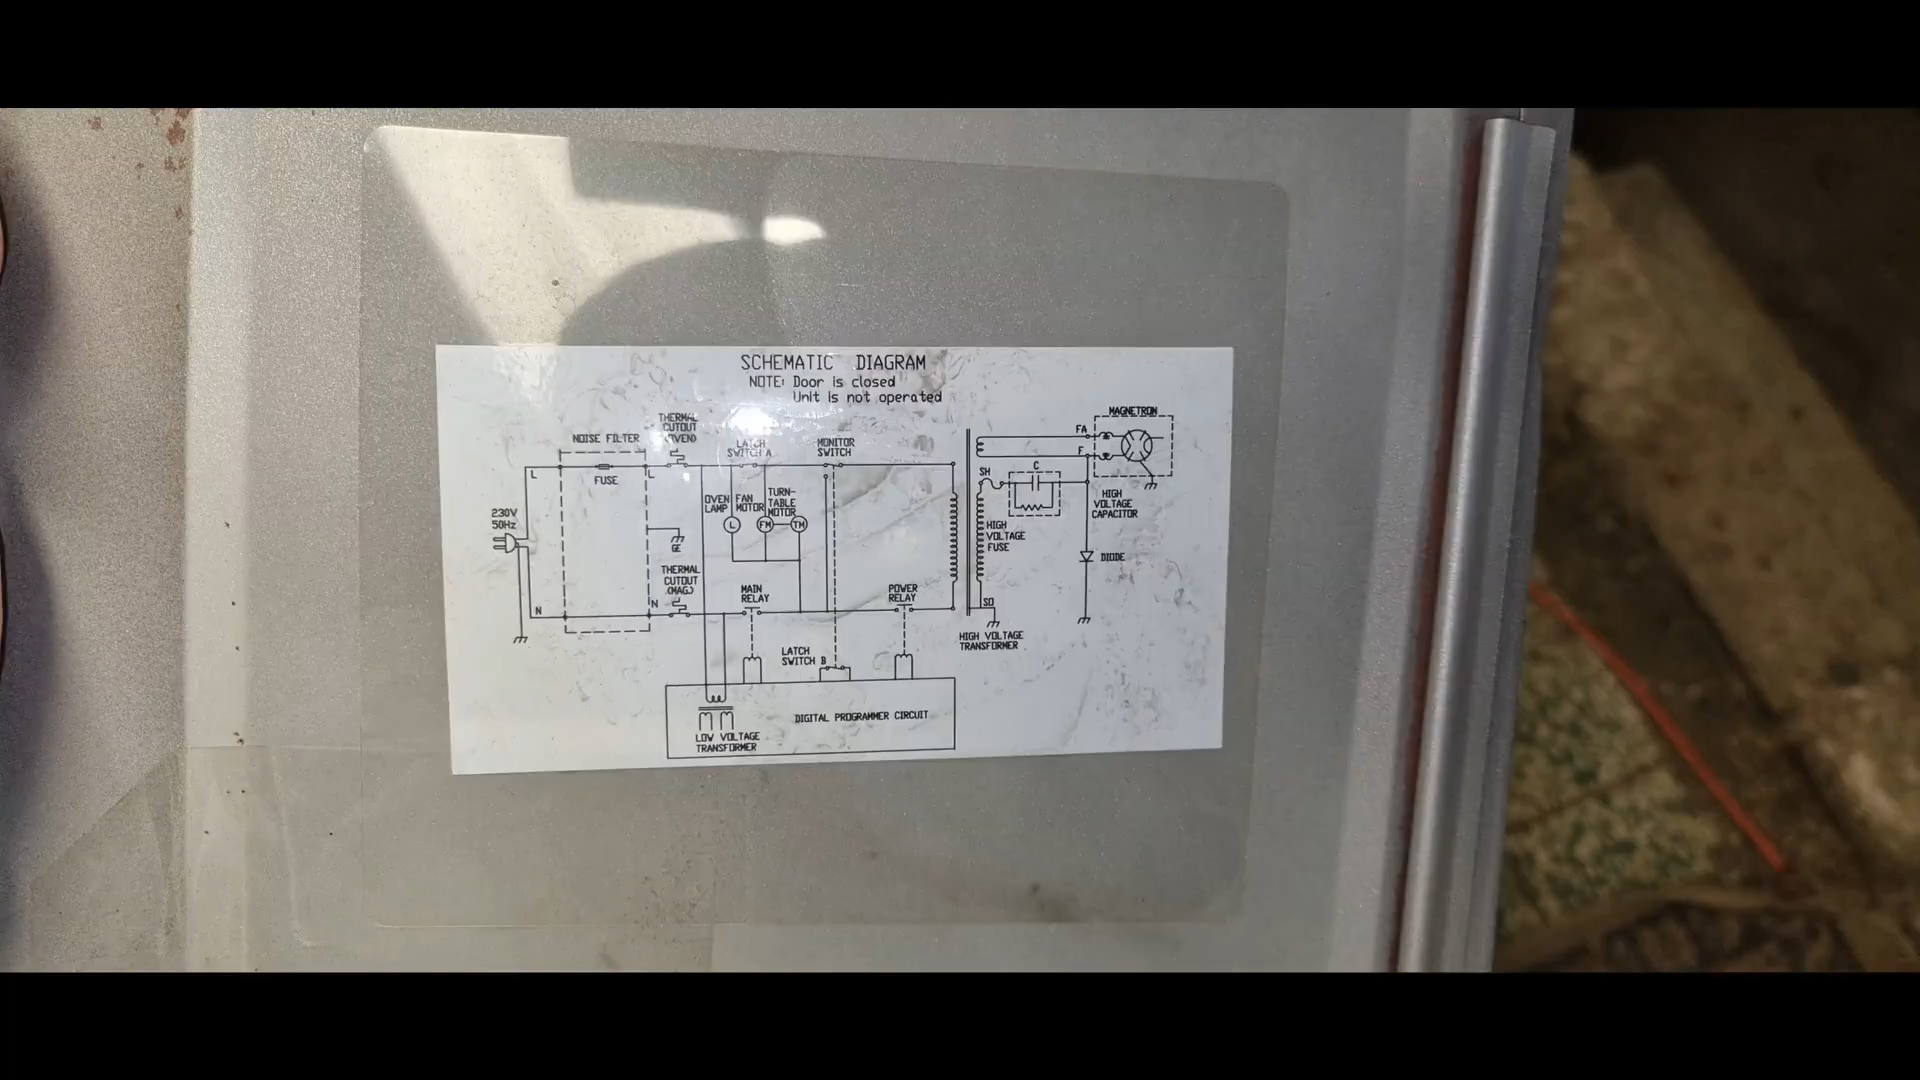 SCHEMATIC DIAGRAM
NOTE: Door is closed
Unit is not operated
NOISE FILTER
FUSE
L
L
THERMAL
CUTOUT
(OVEN)
LATCH
SWITCH A
MONITOR
SWITCH
OVEN
LAMP
FAN
MOTOR
TURN-
TABLE
MOTOR
L
FM
TM
230V
50Hz
GE
THERMAL
CUTOUT
(MAG.)
N
N
MAIN
RELAY
POWER
RELAY
LATCH
SWITCH B
DIGITAL PROGRAMMER CIRCUIT
LOW VOLTAGE
TRANSFORMER
MAGNETRON
FA
F
SH
C
HIGH
VOLTAGE
CAPACITOR
HIGH
VOLTAGE
FUSE
DIODE
SO
HIGH VOLTAGE
TRANSFORMER